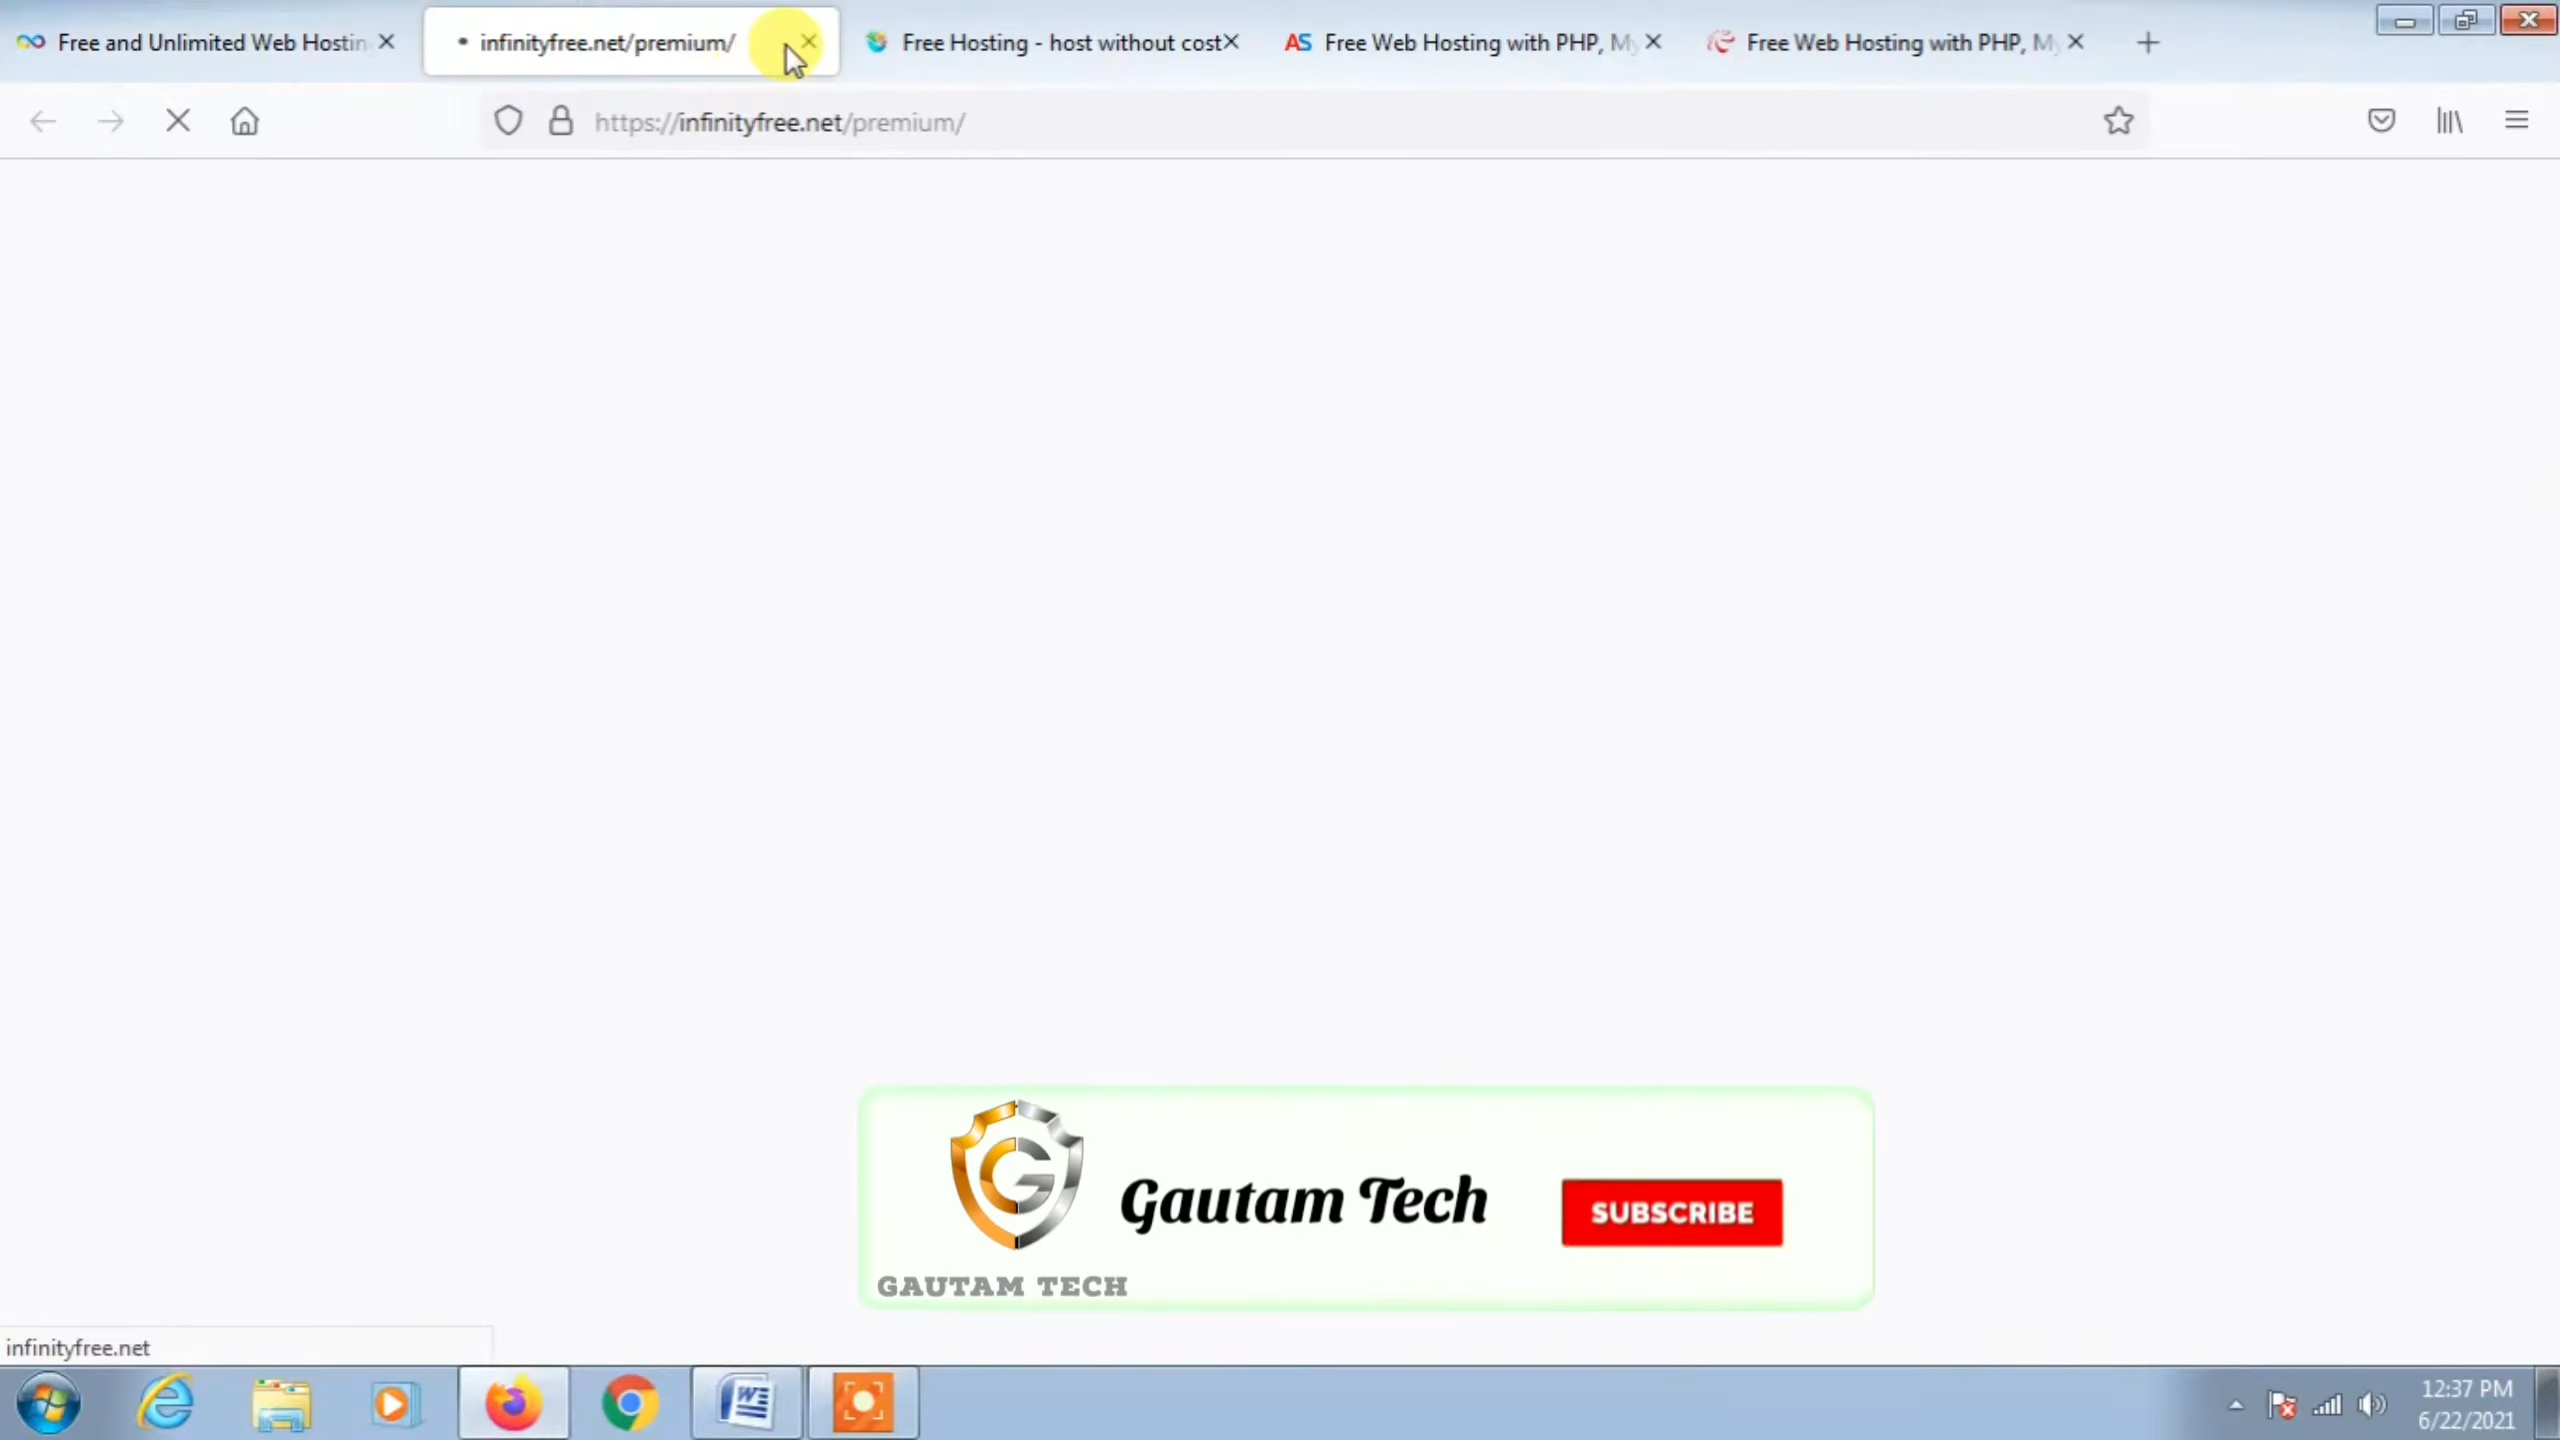 Free and Unlimited Web Hostin
infinityfree.net/premium/
Free Hosting - host without cost
AS Free Web Hosting with PHP, My
Free Web Hosting with PHP, My
https://infinityfree.net/premium/
Gautam Tech
SUBSCRIBE
GAUTAM TECH
infinityfree.net
12:37 PM
6/22/2021